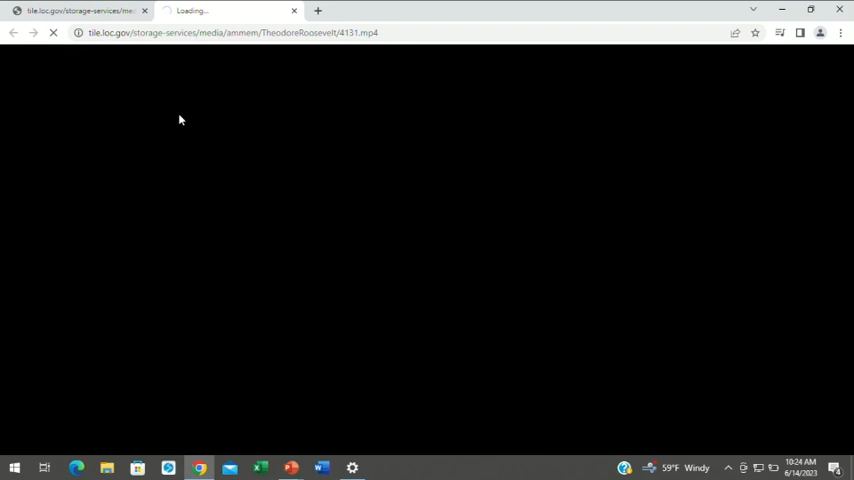 tile.loc.gov/storage-services/me
Loading...
tile.loc.gov/storage-services/media/ammem/TheodoreRoosevelt/4131.mp4
59°F Windy
10:24 AM
6/14/2023
4